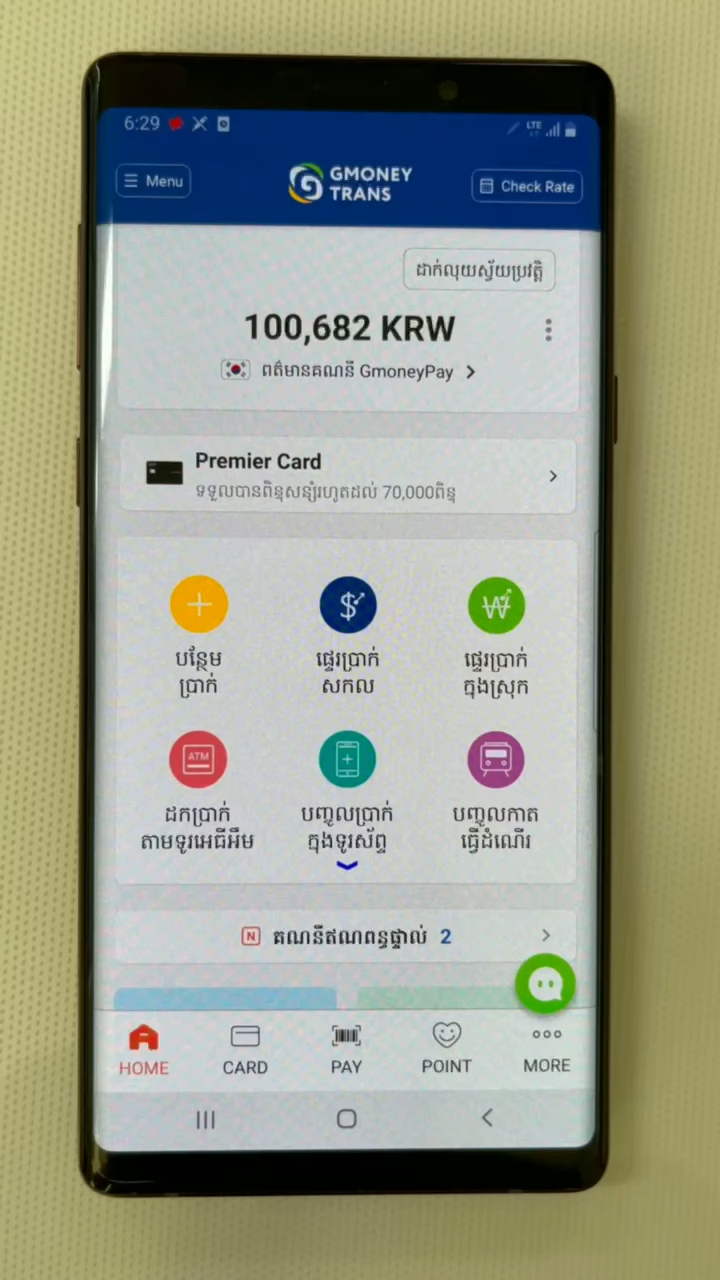 6:29
LTE
Menu
GMONEY
TRANS
Check Rate
ដាក់លុយស្វ័យប្រវត្តិ
100,682 KRW
ពត៌មានគណនី GmoneyPay
Premier Card
ទទួលបានពិន្ទុសន្សំរហូតដល់ 70,000ពិន្ទុ
បន្ថែម
ប្រាក់
ផ្ទេរប្រាក់
សកល
ផ្ទេរប្រាក់
ក្នុងស្រុក
ATM
ដកប្រាក់
តាមទូរអេធីអឹម
បញ្ចូលប្រាក់
ក្នុងទូរស័ព្ទ
បញ្ចូលកាត
ធ្វើដំណើរ
N គណនីឥណពន្ធផ្ទាល់ 2
HOME
CARD
PAY
POINT
MORE